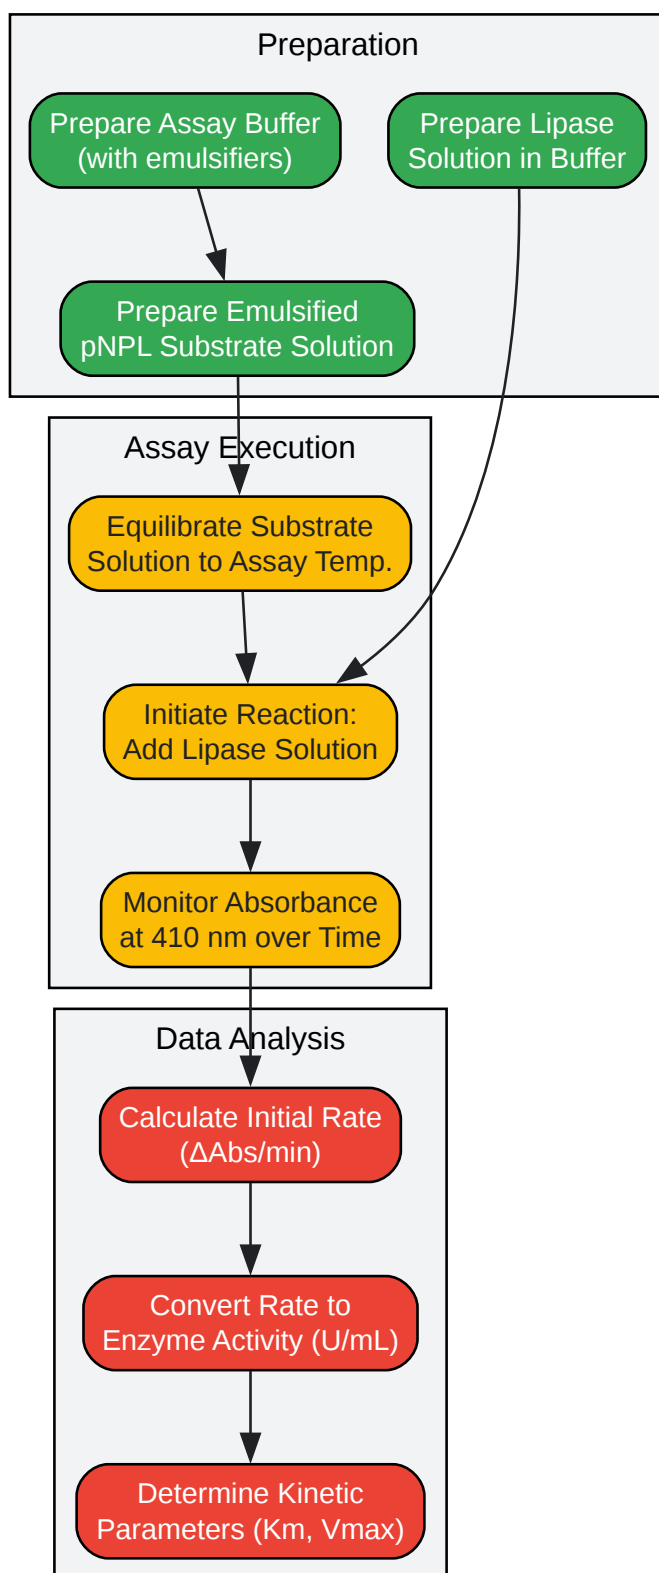 Preparation
Prepare Assay Buffer
(with emulsifiers)
Prepare Lipase
Solution in Buffer
Prepare Emulsified
pNPL Substrate Solution
Assay Execution
Equilibrate Substrate
Solution to Assay Temp.
Initiate Reaction:
Add Lipase Solution
Monitor Absorbance
at 410 nm over Time
Data Analysis
Calculate Initial Rate
(ΔAbs/min)
Convert Rate to
Enzyme Activity (U/mL)
Determine Kinetic
Parameters (Km, Vmax)